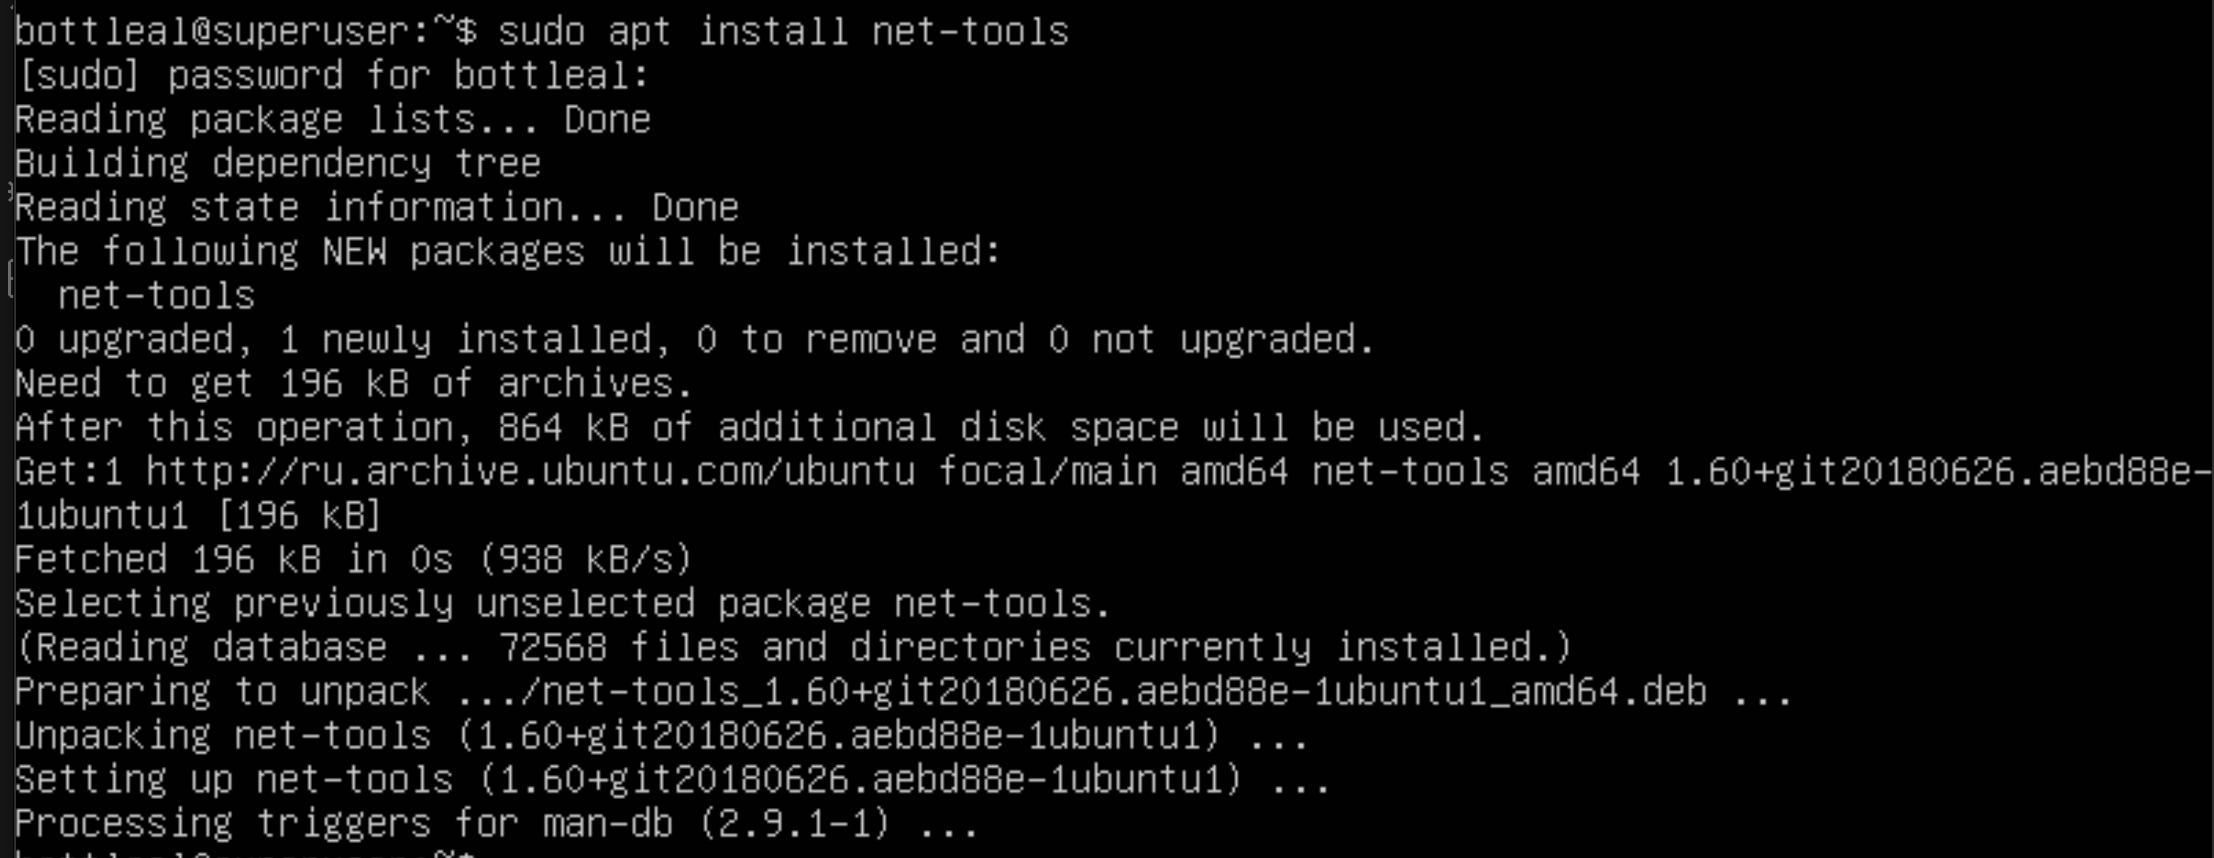 bottleal@superuser:~$ sudo apt install net-tools
[sudo] password for bottleal:
Reading package lists... Done
Building dependency tree
Reading state information... Done
The following NEW packages will be installed:
  net-tools
0 upgraded, 1 newly installed, 0 to remove and 0 not upgraded.
Need to get 196 kB of archives.
After this operation, 864 kB of additional disk space will be used.
Get:1 http://ru.archive.ubuntu.com/ubuntu focal/main amd64 net-tools amd64 1.60+git20180626.aebd88e-
1ubuntu1 [196 kB]
Fetched 196 kB in 0s (938 kB/s)
Selecting previously unselected package net-tools.
(Reading database ... 72568 files and directories currently installed.)
Preparing to unpack .../net-tools_1.60+git20180626.aebd88e-1ubuntu1_amd64.deb ...
Unpacking net-tools (1.60+git20180626.aebd88e-1ubuntu1) ...
Setting up net-tools (1.60+git20180626.aebd88e-1ubuntu1) ...
Processing triggers for man-db (2.9.1-1) ...
bottleal@superuser:~$